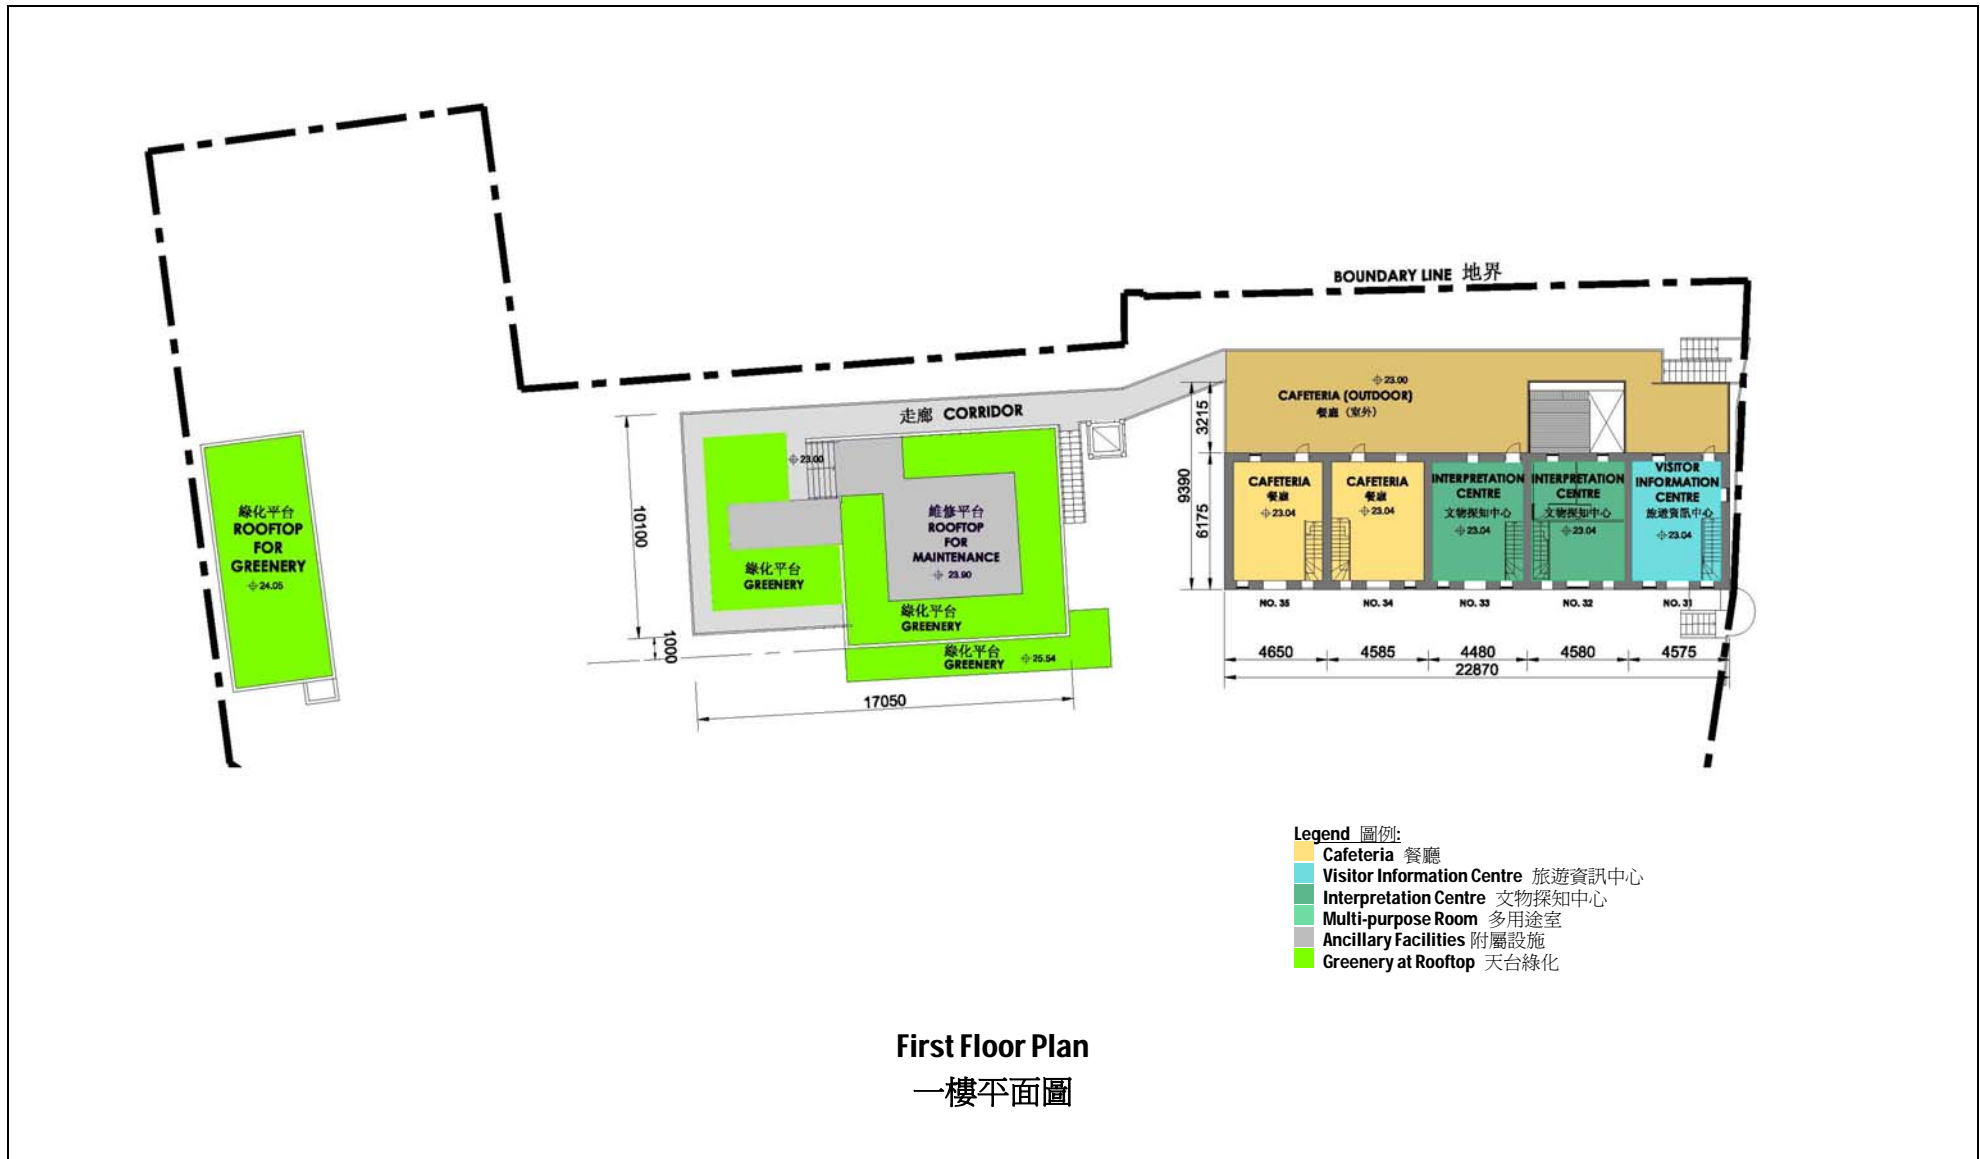 BOUNDARY LINE 地界
走廊 CORRIDOR
23.00
綠化平台
ROOFTOP
FOR
GREENERY
24.05
10100
1000
維修平台
ROOFTOP
FOR
MAINTENANCE
23.90
綠化平台
GREENERY
綠化平台
GREENERY
綠化平台
GREENERY
25.54
17050
23.00
CAFETERIA (OUTDOOR)
餐廳 (室外)
3215
9390
6175
CAFETERIA
餐廳
23.04
CAFETERIA
餐廳
23.04
INTERPRETATION
CENTRE
文物探知中心
23.04
INTERPRETATION
CENTRE
文物探知中心
23.04
VISITOR
INFORMATION
CENTRE
旅遊資訊中心
23.04
NO. 35
NO. 34
NO. 33
NO. 32
NO. 31
4650
4585
4480
4580
4575
22870
Legend 圖例:
Cafeteria 餐廳
Visitor Information Centre 旅遊資訊中心
Interpretation Centre 文物探知中心
Multi-purpose Room 多用途室
Ancillary Facilities 附屬設施
Greenery at Rooftop 天台綠化
First Floor Plan
一樓平面圖